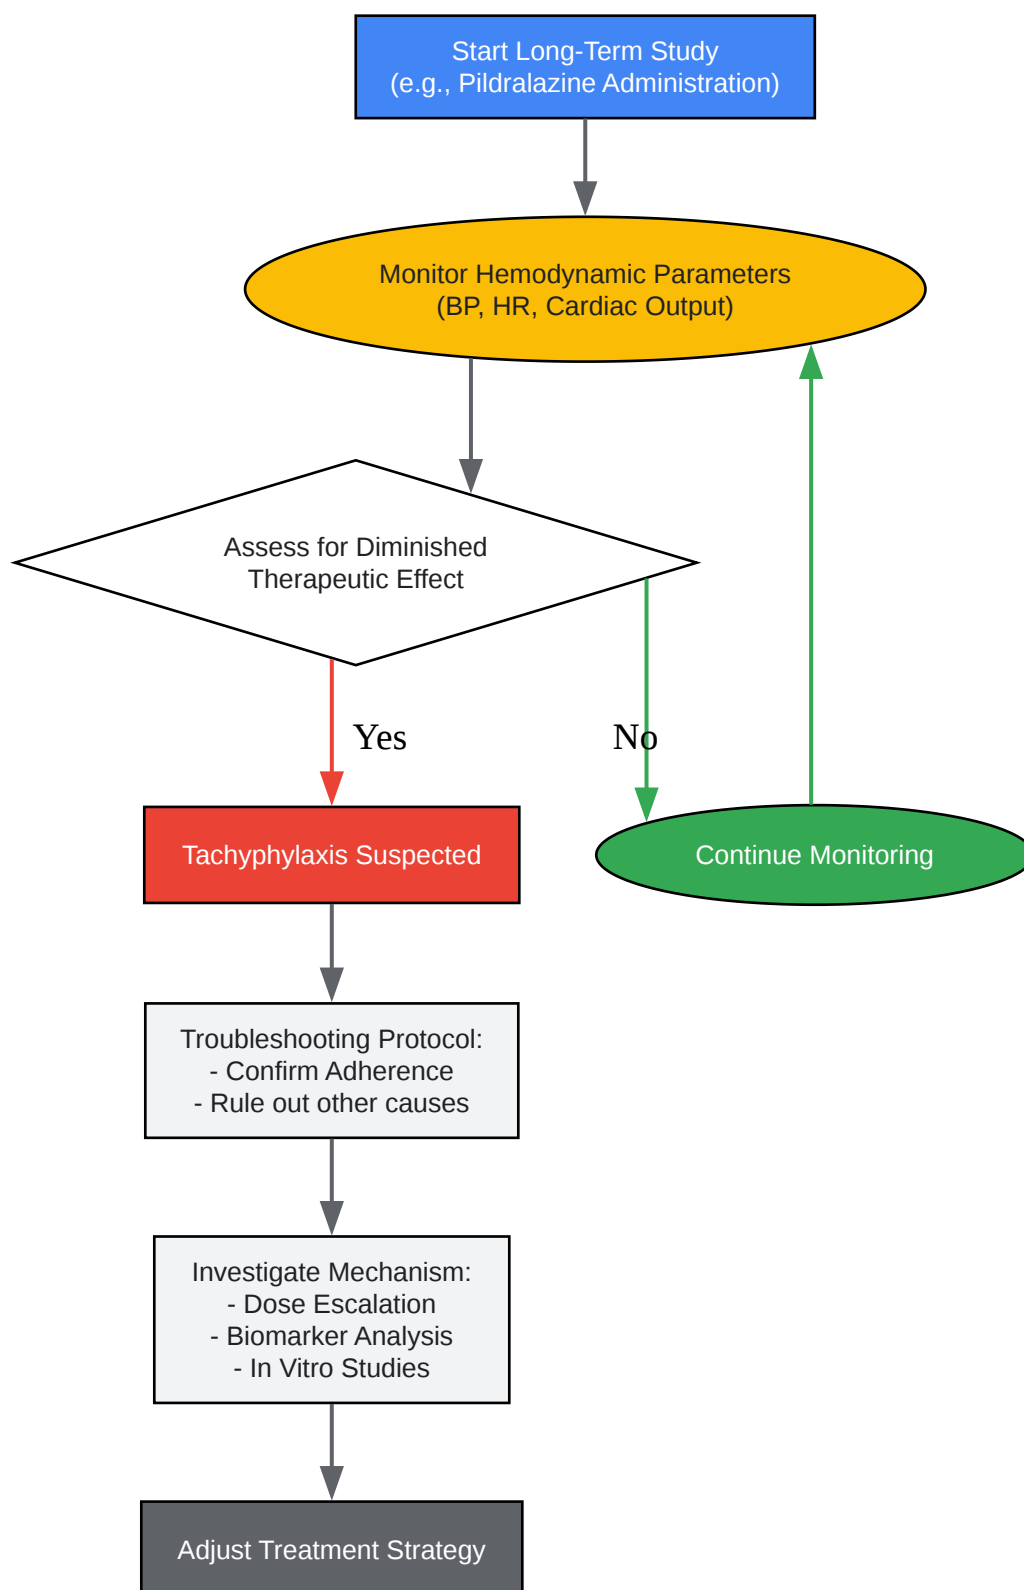 Start Long-Term Study
(e.g., Pildralazine Administration)
Monitor Hemodynamic Parameters
(BP, HR, Cardiac Output)
Assess for Diminished
Therapeutic Effect
Yes
No
Tachyphylaxis Suspected
Continue Monitoring
Troubleshooting Protocol:
- Confirm Adherence
- Rule out other causes
Investigate Mechanism:
- Dose Escalation
- Biomarker Analysis
- In Vitro Studies
Adjust Treatment Strategy